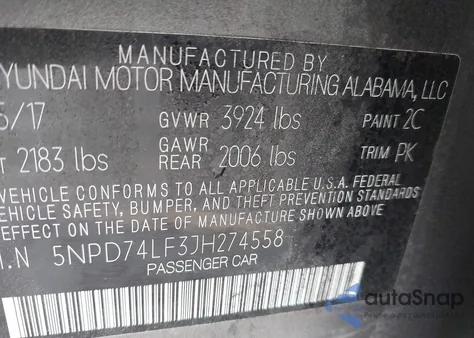 MANUFACTURED BY
YUNDAI MOTOR MANUFACTURING ALABAMA, LLC
5/17 GVWR 3924 lbs PAINT 2C
T 2183 lbs GAWR REAR 2006 lbs TRIM PK
VEHICLE CONFORMS TO ALL APPLICABLE U.S.A. FEDERAL
VEHICLE SAFETY, BUMPER, AND THEFT PREVENTION STANDARDS
EFFECT ON THE DATE OF MANUFACTURE SHOWN ABOVE.
I.N 5NPD74LF3JH274558
PASSENGER CAR
autoSnap